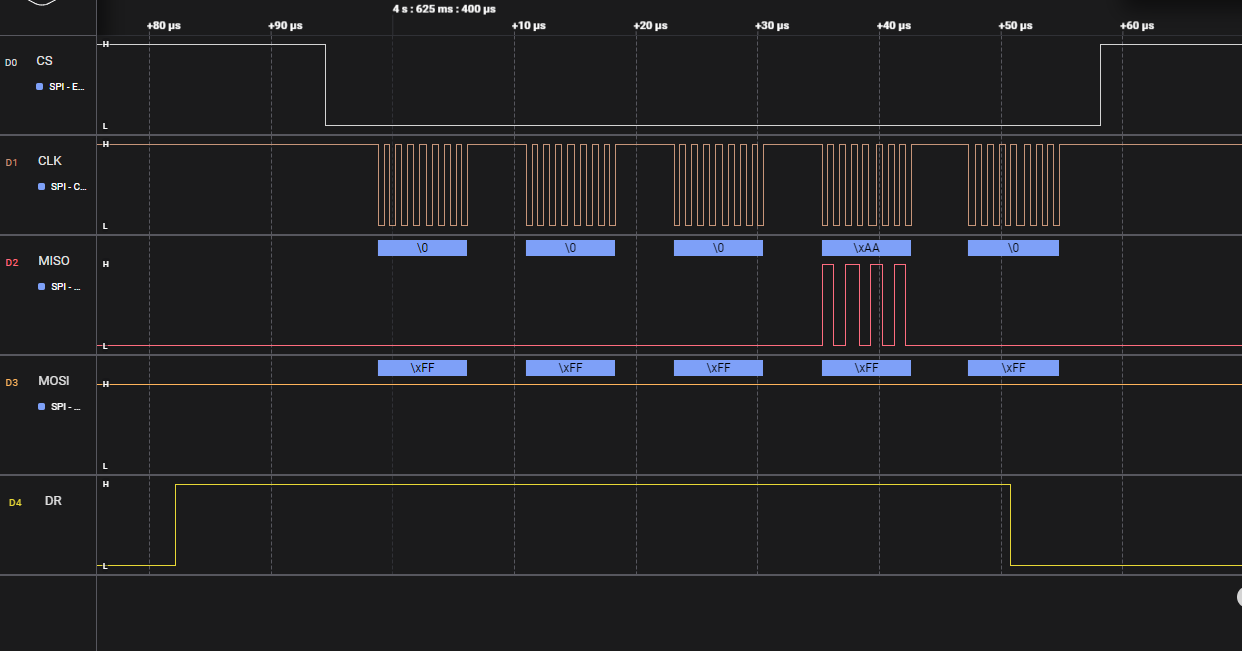 4 s : 625 ms : 400 µs
+80 µs +90 µs +10 µs +20 µs +30 µs +40 µs +50 µs +60 µs
D0 CS H
SPI - E...
L
D1 CLK H
SPI - C...
L
\0 \0 \0 \xAA \0
D2 MISO H
SPI - ...
L
\xFF \xFF \xFF \xFF \xFF
D3 MOSI H
SPI - ...
L
D4 DR H
L